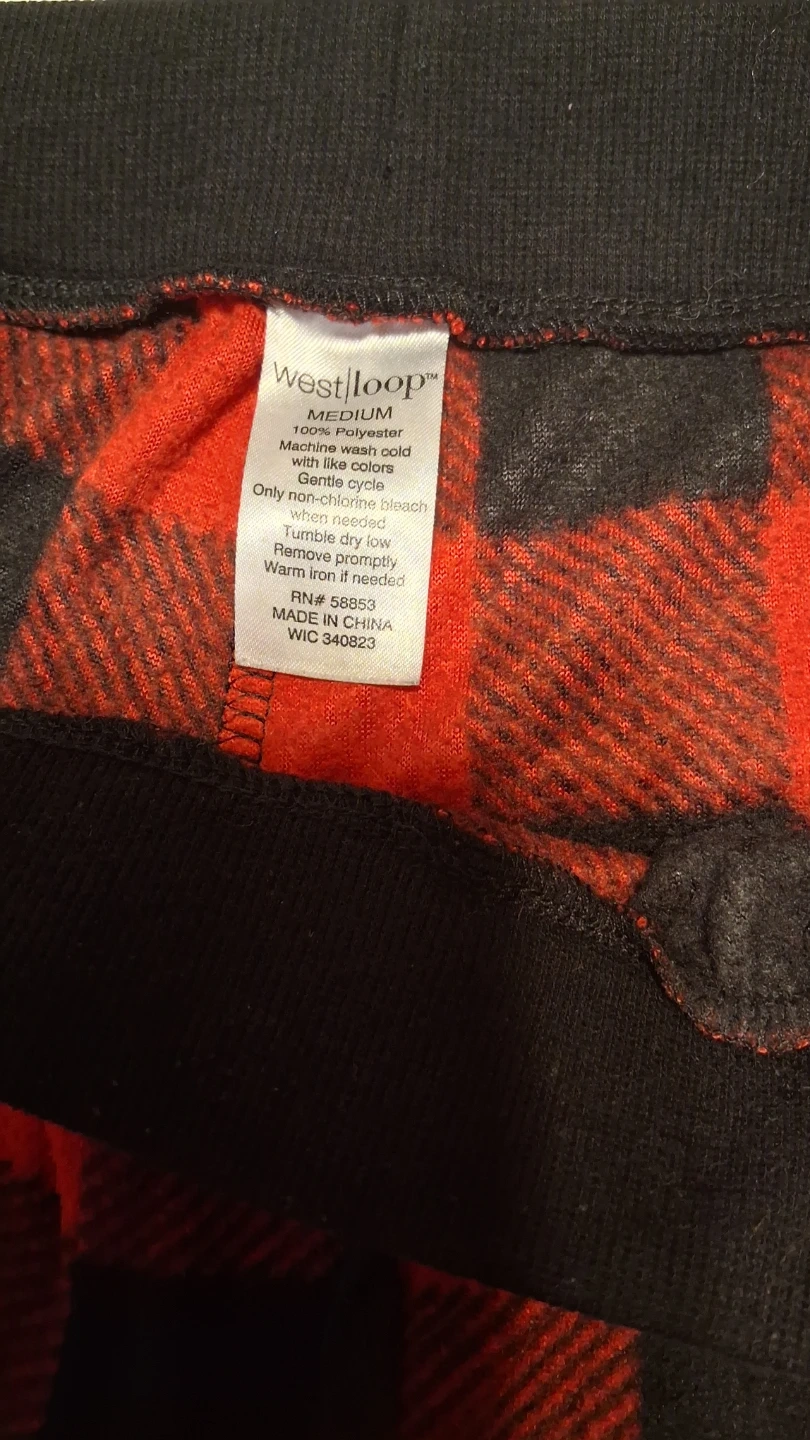 west|loop™
MEDIUM
100% Polyester
Machine wash cold
with like colors
Gentle cycle
Only non-chlorine bleach
when needed
Tumble dry low
Remove promptly
Warm iron if needed
RN# 58853
MADE IN CHINA
WIC 340823